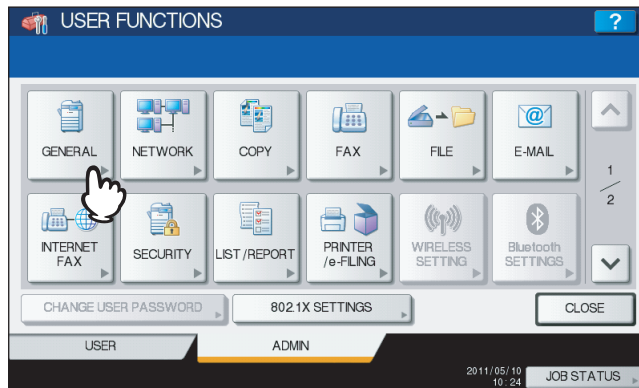 USER FUNCTIONS
?
GENERAL
NETWORK
COPY
FAX
FILE
E-MAIL
1
2
INTERNET
FAX
SECURITY
LIST/REPORT
PRINTER
/e-FILING
WIRELESS
SETTING
Bluetooth
SETTINGS
CHANGE USER PASSWORD
802.1X SETTINGS
CLOSE
USER
ADMIN
2011/05/10
10:24
JOB STATUS